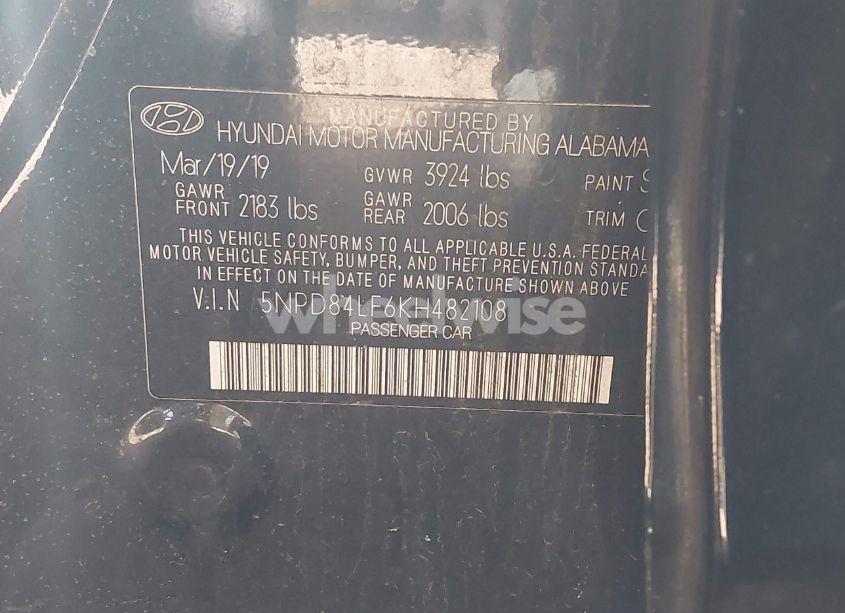 MANUFACTURED BY
HYUNDAI MOTOR MANUFACTURING ALABAMA
Mar/19/19 GVWR 3924 lbs PAINT S
GAWR FRONT 2183 lbs GAWR REAR 2006 lbs TRIM
THIS VEHICLE CONFORMS TO ALL APPLICABLE U.S.A. FEDERAL
MOTOR VEHICLE SAFETY, BUMPER, AND THEFT PREVENTION STANDA
IN EFFECT ON THE DATE OF MANUFACTURE SHOWN ABOVE
V.I.N 5NPD84LF6KH482108
PASSENGER CAR
wheelwise